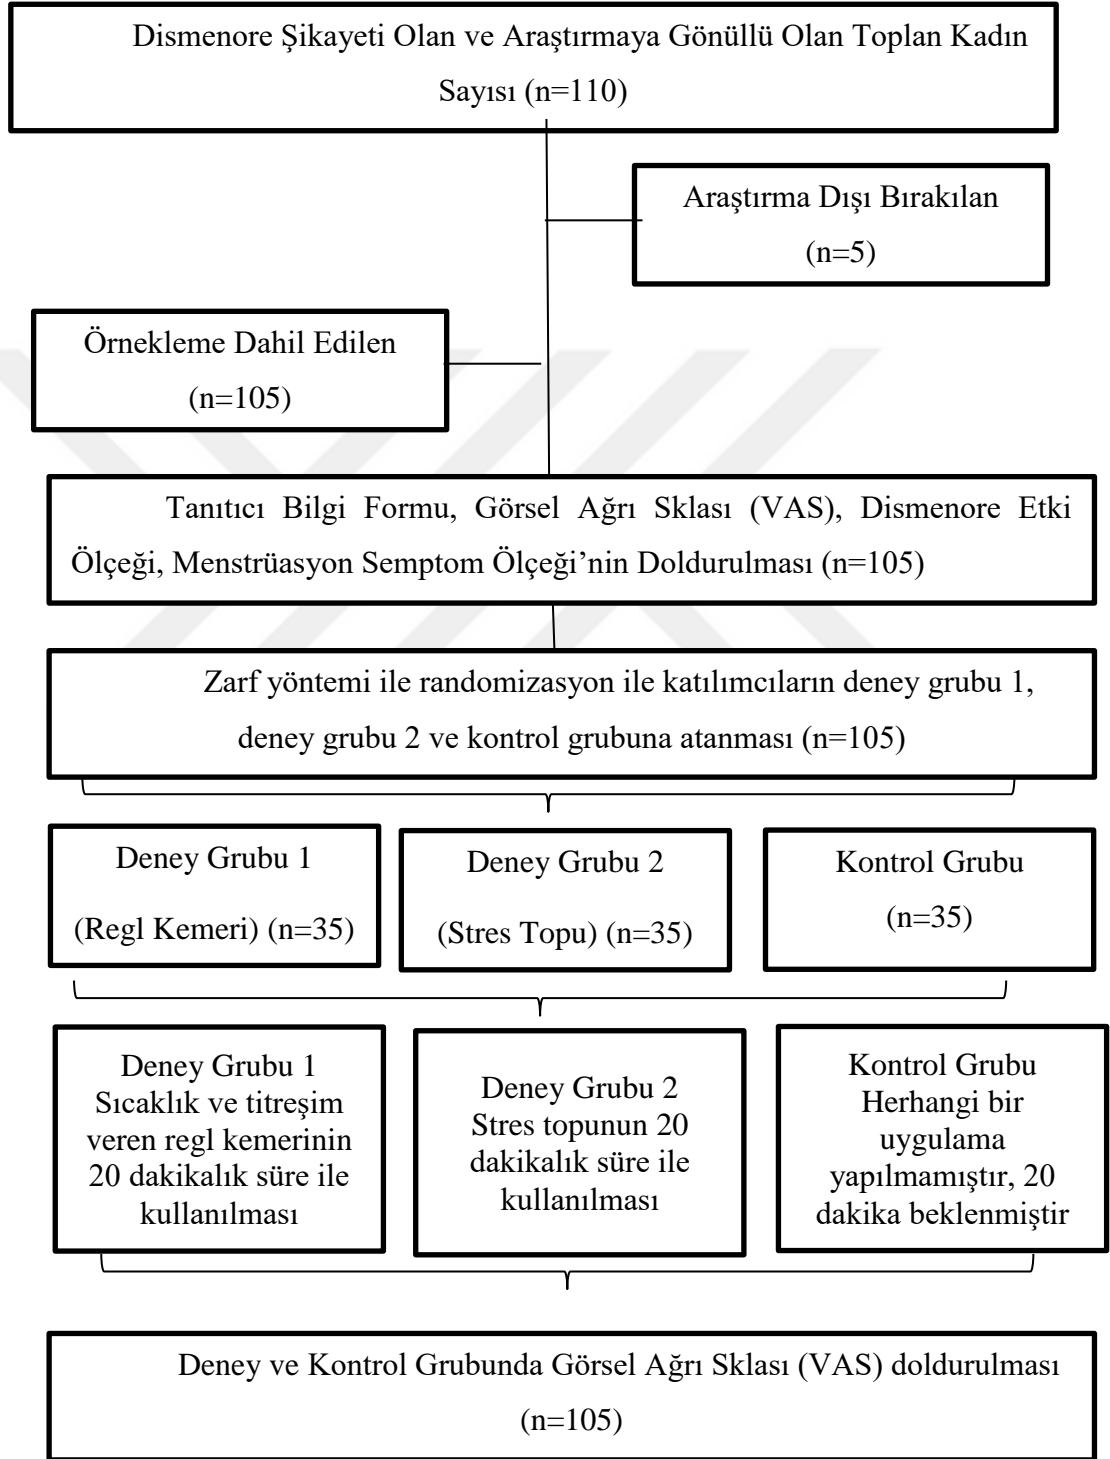 Dismenore Şikayeti Olan ve Araştırmaya Gönüllü Olan Toplan Kadın
Sayısı (n=110)
Araştırma Dışı Bırakılan
(n=5)
Örnekleme Dahil Edilen
(n=105)
Tanıtıcı Bilgi Formu, Görsel Ağrı Sklası (VAS), Dismenore Etki
Ölçeği, Menstrüasyon Semptom Ölçeği’nin Doldurulması (n=105)
Zarf yöntemi ile randomizasyon ile katılımcıların deney grubu 1,
deney grubu 2 ve kontrol grubuna atanması (n=105)
Deney Grubu 1
(Regl Kemeri) (n=35)
Deney Grubu 2
(Stres Topu) (n=35)
Kontrol Grubu
(n=35)
Deney Grubu 1
Sıcaklık ve titreşim
veren regl kemerinin
20 dakikalık süre ile
kullanılması
Deney Grubu 2
Stres topunun 20
dakikalık süre ile
kullanılması
Kontrol Grubu
Herhangi bir
uygulama
yapılmamıştır, 20
dakika beklenmiştir
Deney ve Kontrol Grubunda Görsel Ağrı Sklası (VAS) doldurulması
(n=105)